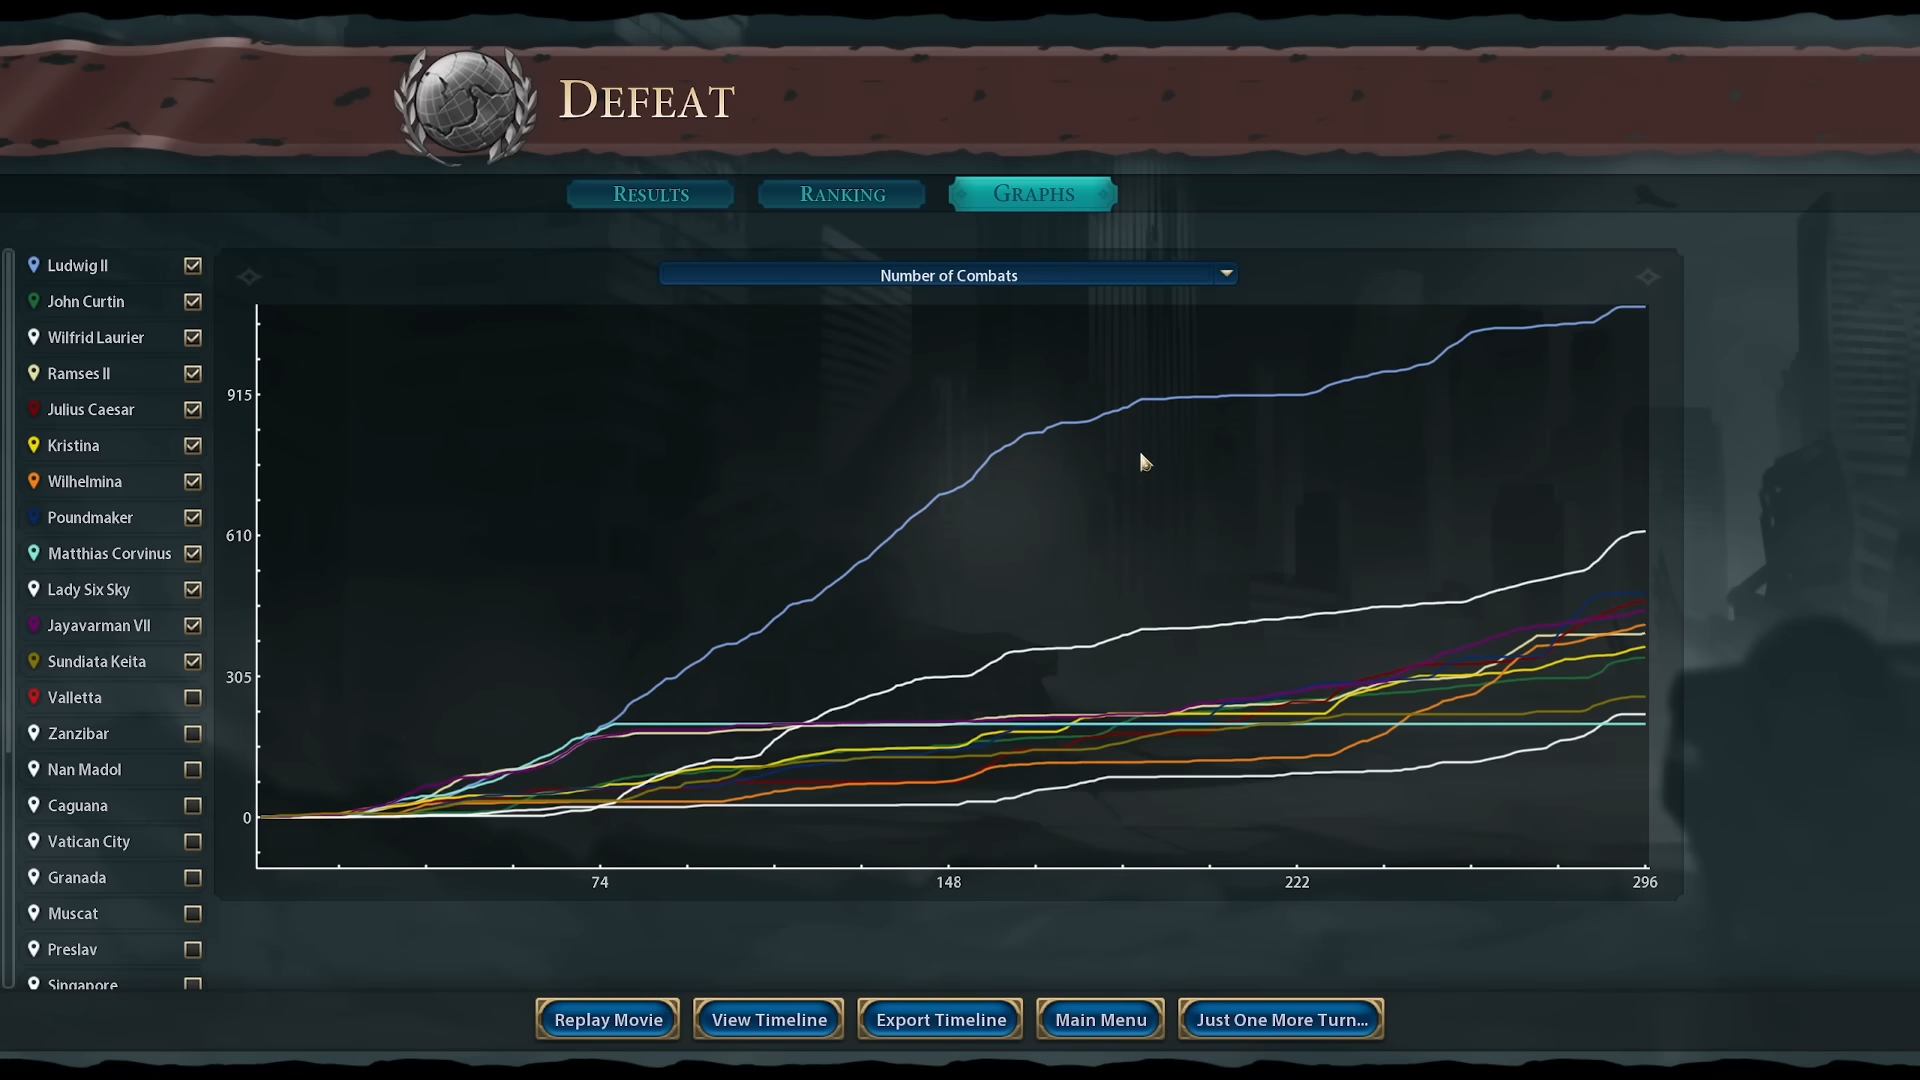 DEFEAT
RESULTS
RANKING
GRAPHS
Ludwig II
John Curtin
Wilfrid Laurier
Ramses II
Julius Caesar
Kristina
Wilhelmina
Poundmaker
Matthias Corvinus
Lady Six Sky
Jayavarman VII
Sundiata Keita
Valletta
Zanzibar
Nan Madol
Caguana
Vatican City
Granada
Muscat
Preslav
Singapore
Number of Combats
915
610
305
0
74
148
222
296
Replay Movie
View Timeline
Export Timeline
Main Menu
Just One More Turn...